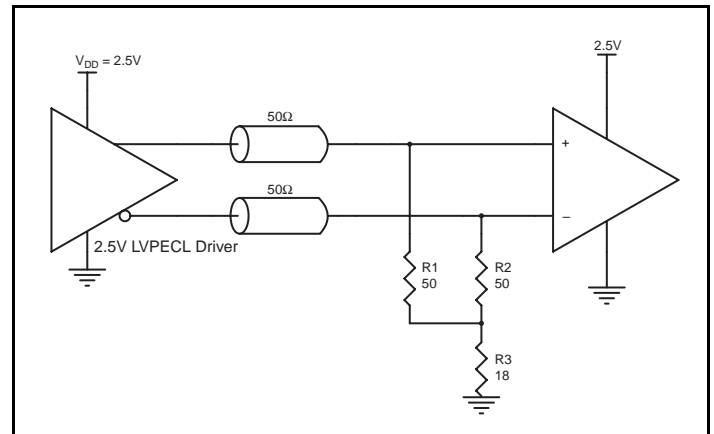 V_DD = 2.5V
2.5V
50Ω
+
50Ω
–
2.5V LVPECL Driver
R1
50
R2
50
R3
18